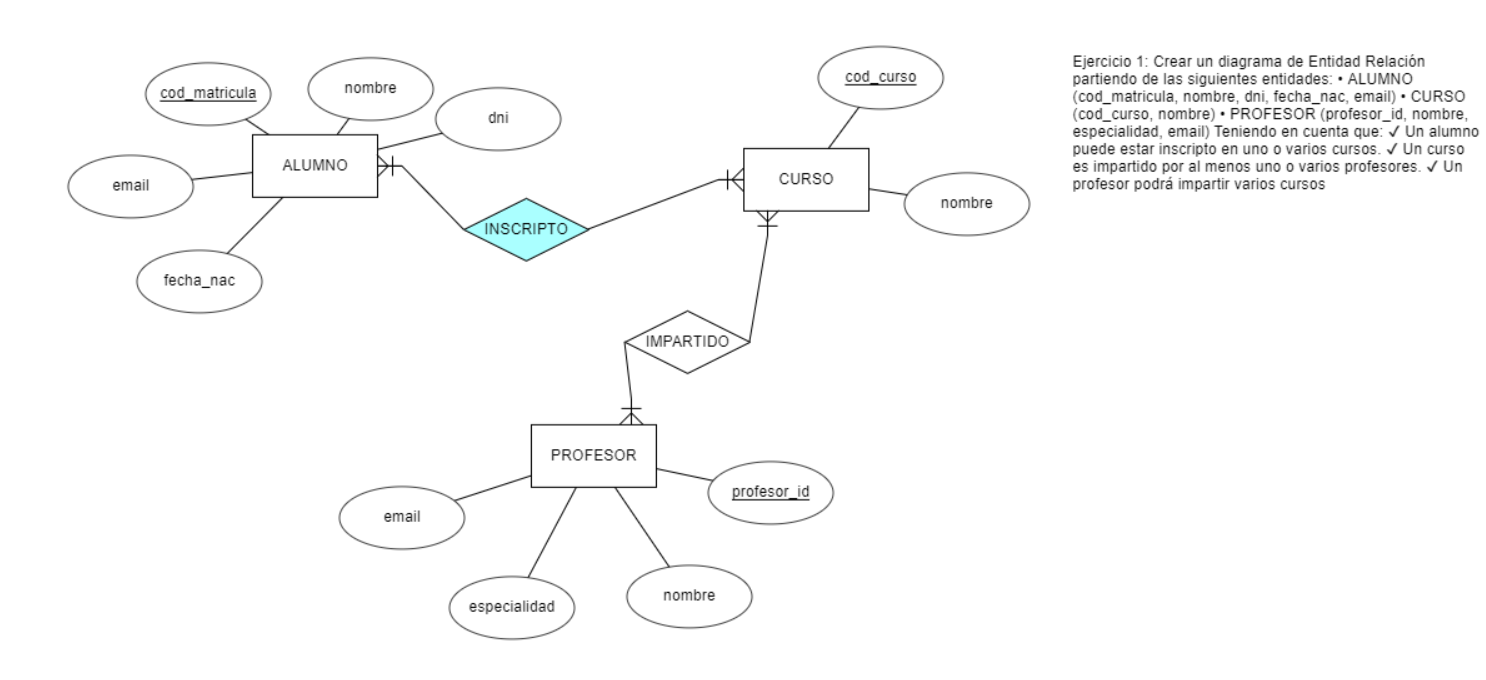 cod_matricula
nombre
dni
email
ALUMNO
fecha_nac
INSCRIPTO
cod_curso
CURSO
nombre
IMPARTIDO
PROFESOR
email
profesor_id
especialidad
nombre
Ejercicio 1: Crear un diagrama de Entidad Relación
partiendo de las siguientes entidades: • ALUMNO
(cod_matricula, nombre, dni, fecha_nac, email) • CURSO
(cod_curso, nombre) • PROFESOR (profesor_id, nombre,
especialidad, email) Teniendo en cuenta que: ✓ Un alumno
puede estar inscripto en uno o varios cursos. ✓ Un curso
es impartido por al menos uno o varios profesores. ✓ Un
profesor podrá impartir varios cursos